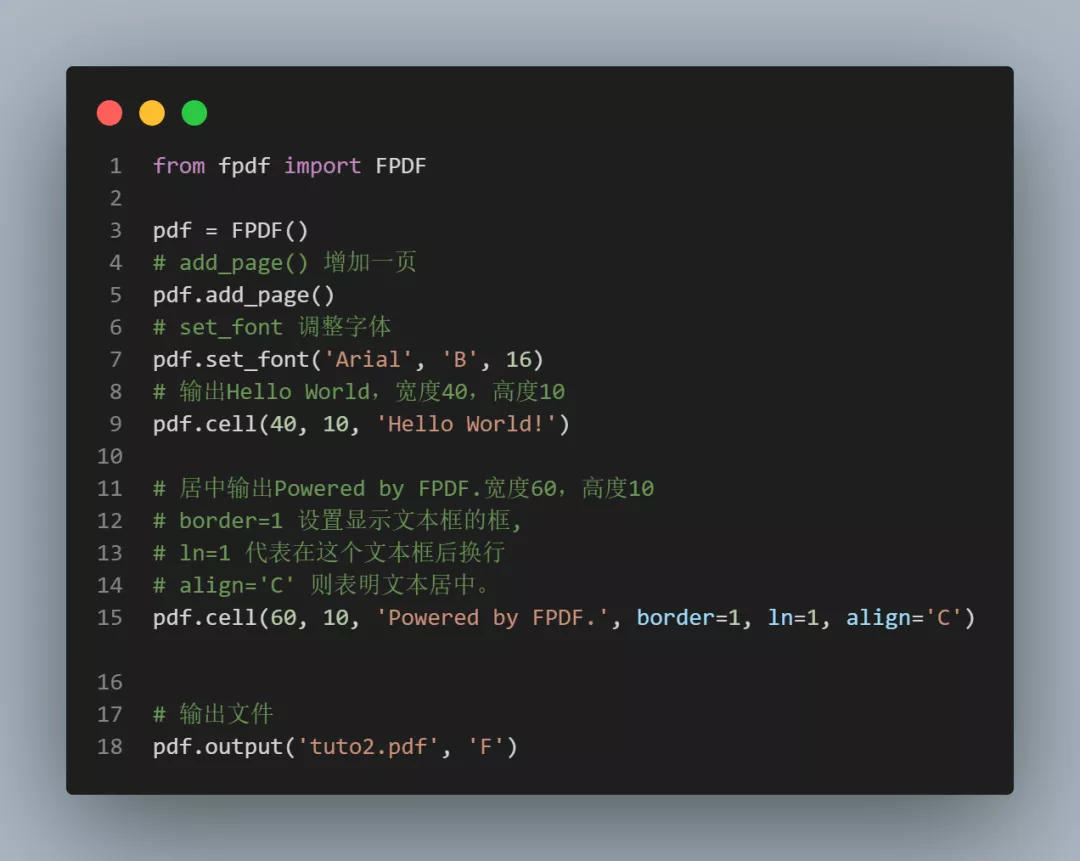 1 from fpdf import FPDF
2
3 pdf = FPDF()
4 # add_page() 增加一页
5 pdf.add_page()
6 # set_font 调整字体
7 pdf.set_font('Arial', 'B', 16)
8 # 输出Hello World，宽度40，高度10
9 pdf.cell(40, 10, 'Hello World!')
10
11 # 居中输出Powered by FPDF.宽度60，高度10
12 # border=1 设置显示文本框的框,
13 # ln=1 代表在这个文本框后换行
14 # align='C' 则表明文本居中。
15 pdf.cell(60, 10, 'Powered by FPDF.', border=1, ln=1, align='C')
16
17 # 输出文件
18 pdf.output('tuto2.pdf', 'F')